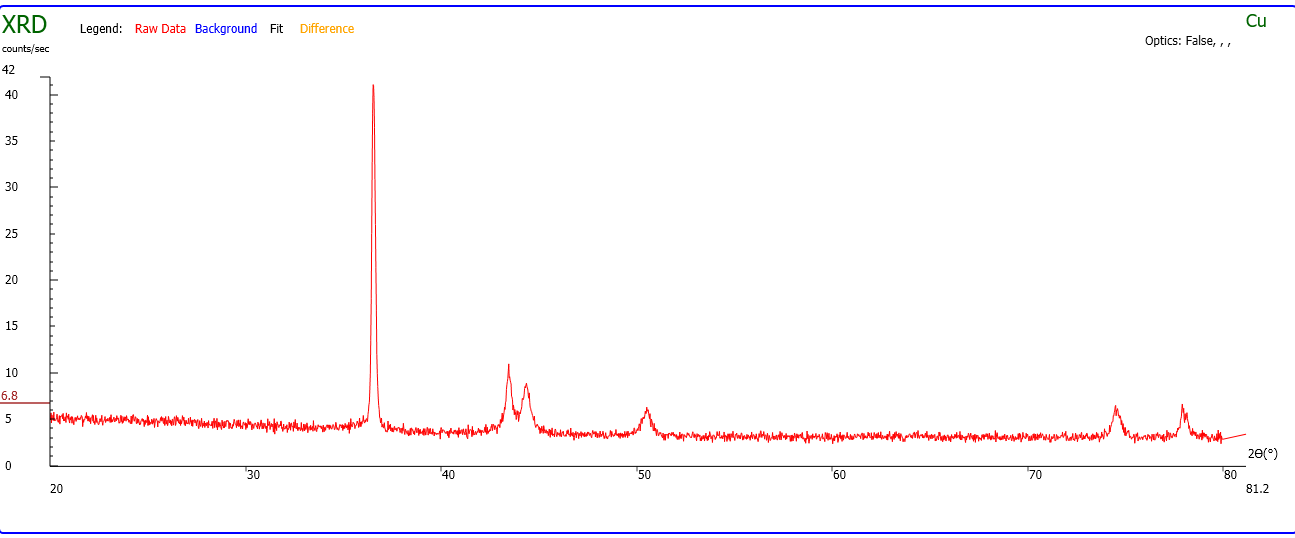 XRD
Legend: Raw Data Background Fit Difference
Cu
counts/sec
Optics: False, , ,
42
40
35
30
25
20
15
10
6.8
5
0
30 40 50 60 70 80
2Θ(°)
20
81.2